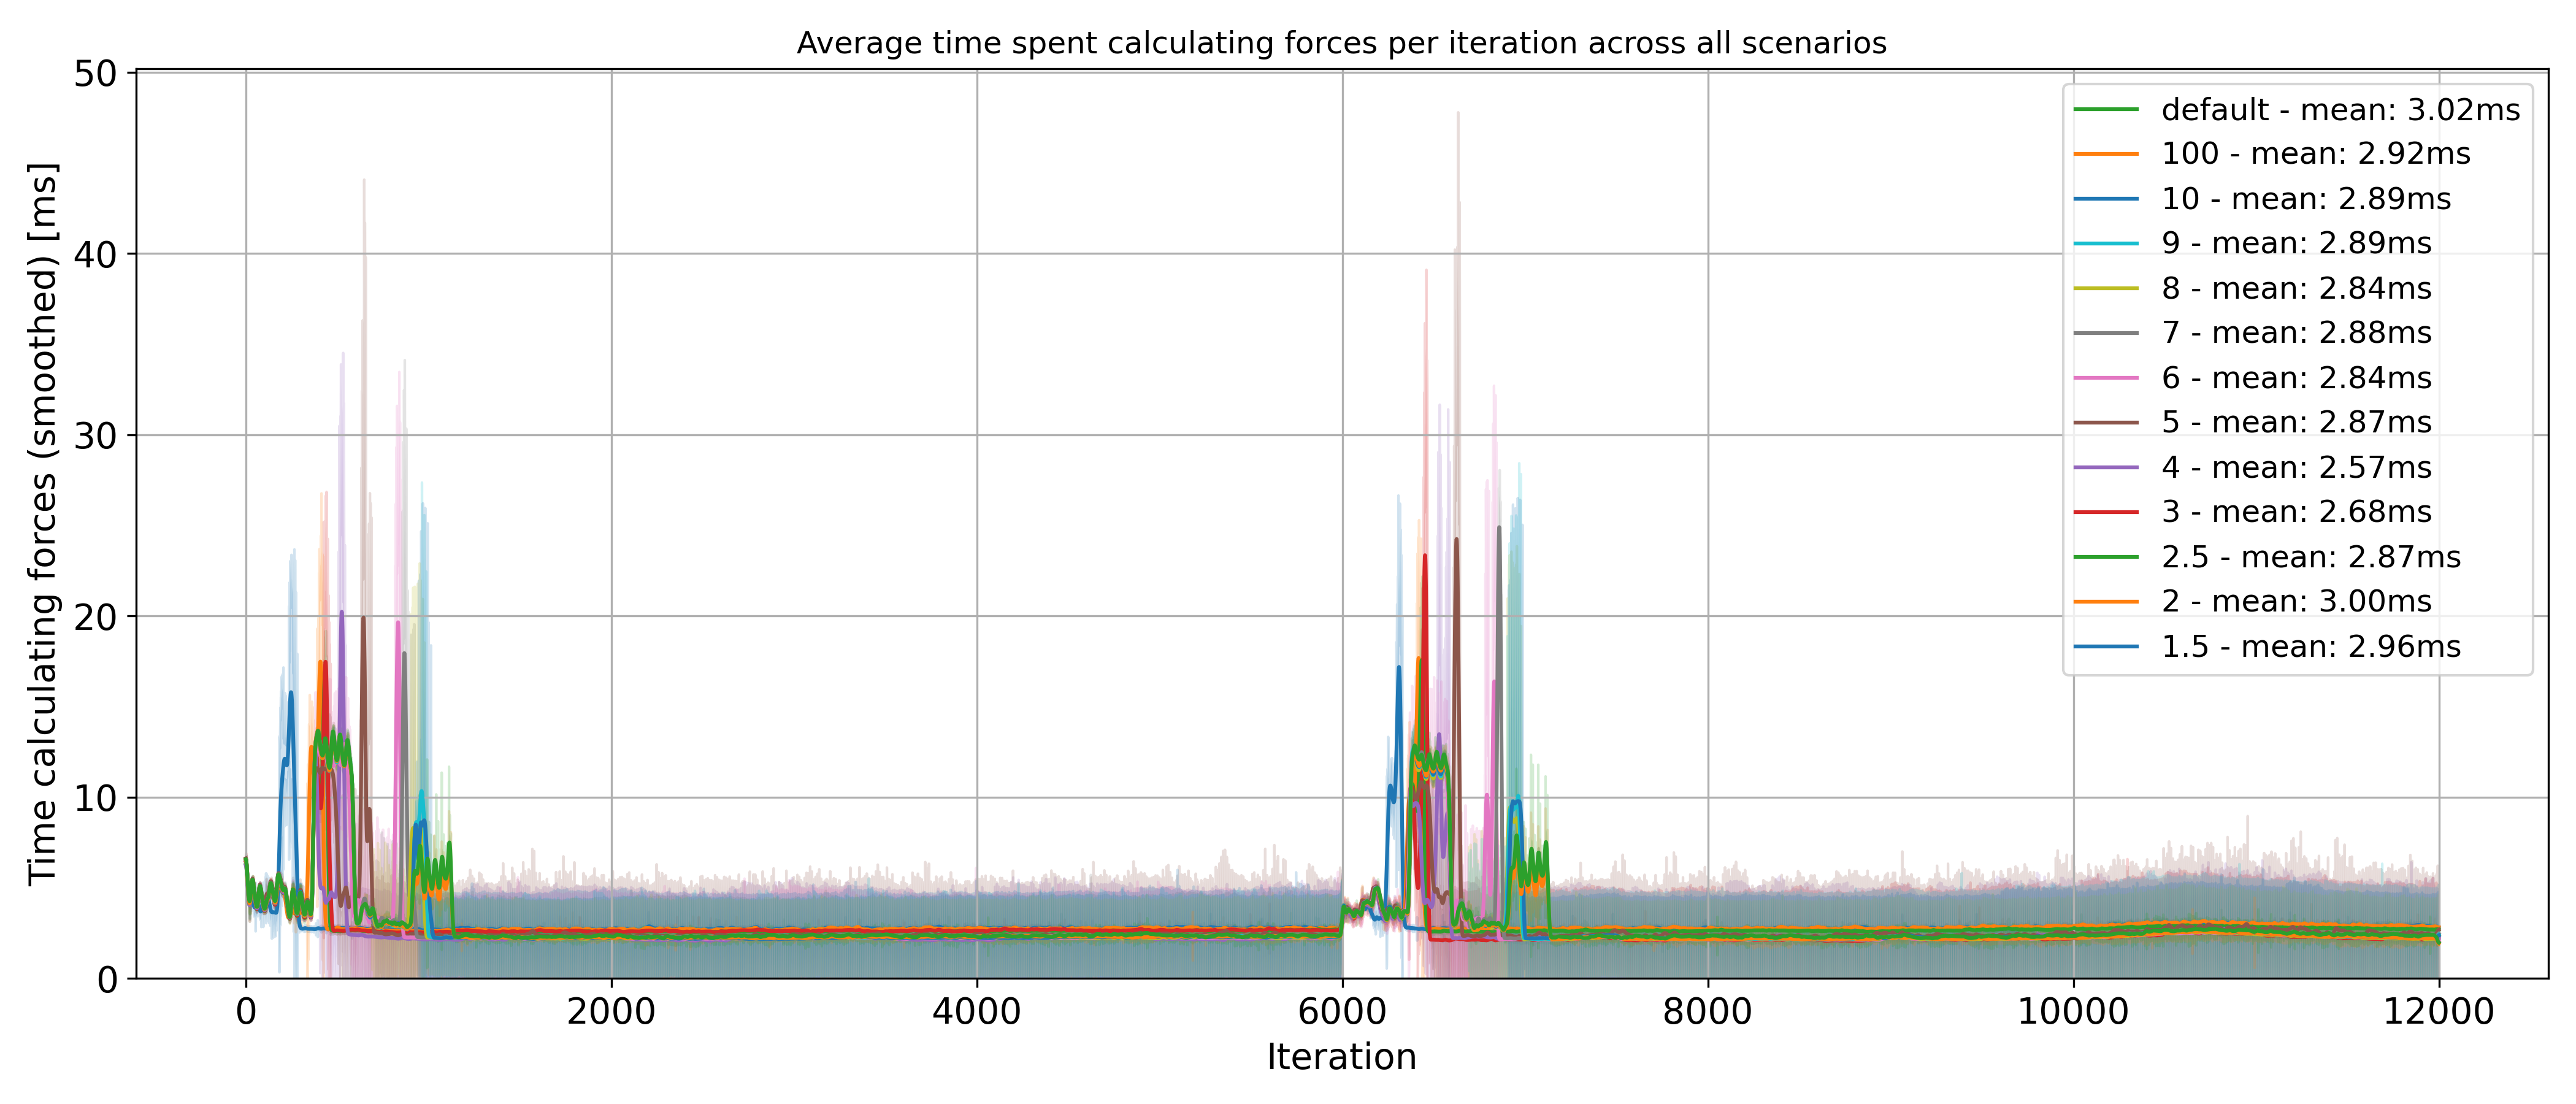 Average time spent calculating forces per iteration across all scenarios
Time calculating forces (smoothed) [ms]
50
40
30
20
10
0
default - mean: 3.02ms
100 - mean: 2.92ms
10 - mean: 2.89ms
9 - mean: 2.89ms
8 - mean: 2.84ms
7 - mean: 2.88ms
6 - mean: 2.84ms
5 - mean: 2.87ms
4 - mean: 2.57ms
3 - mean: 2.68ms
2.5 - mean: 2.87ms
2 - mean: 3.00ms
1.5 - mean: 2.96ms
0 2000 4000 6000 8000 10000 12000
Iteration